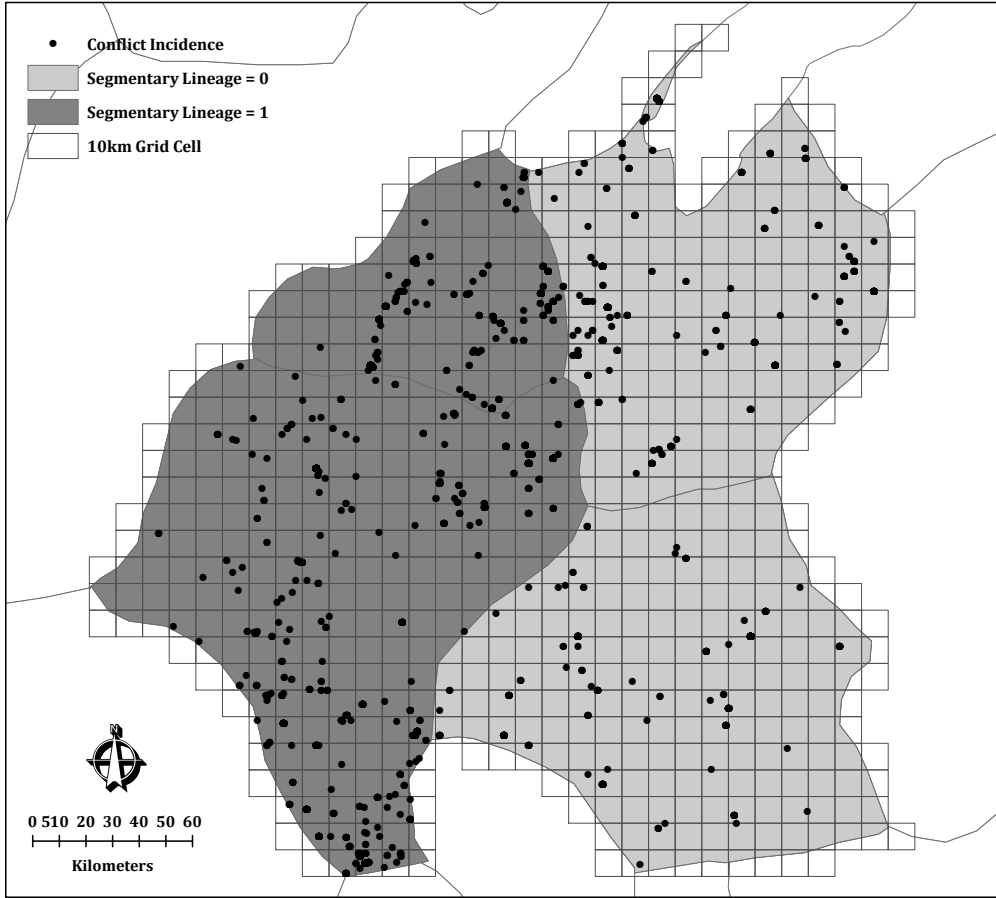 Conflict Incidence
Segmentary Lineage = 0
Segmentary Lineage = 1
10km Grid Cell
N
0 510 20 30 40 50 60
Kilometers